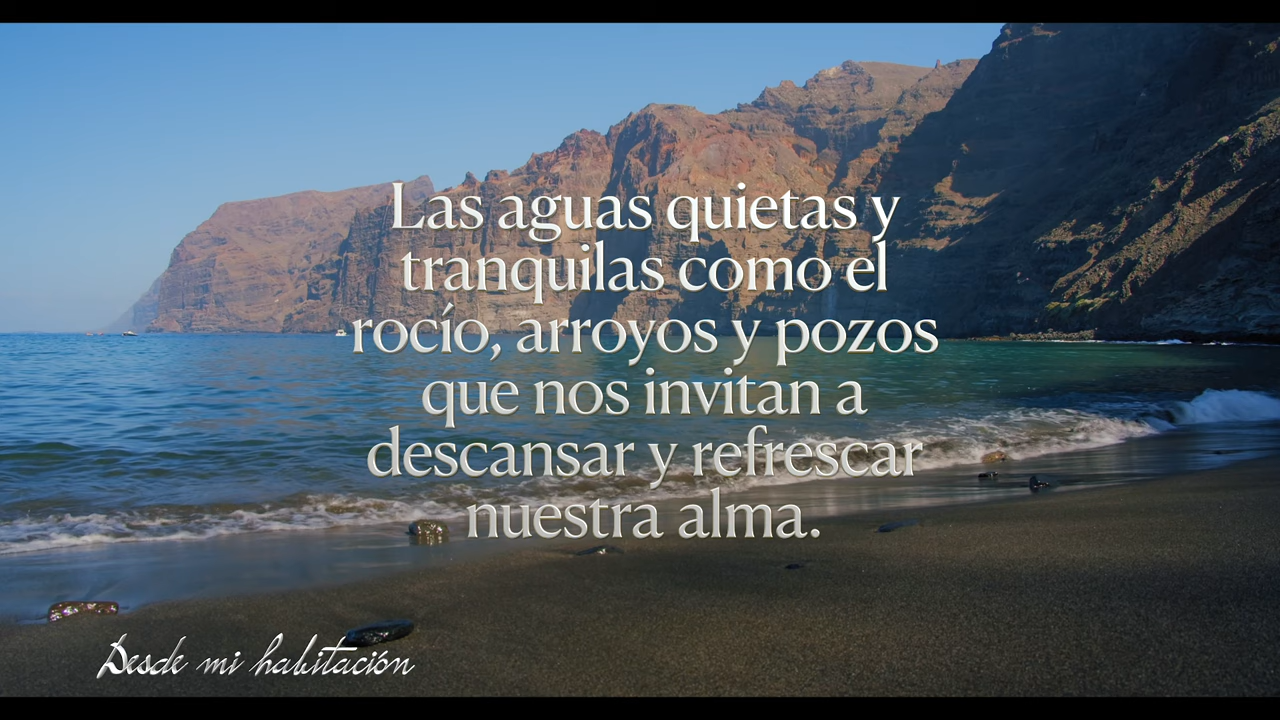 Las aguas quietas y
tranquilas como el
rocío, arroyos y pozos
que nos invitan a
descansar y refrescar
nuestra alma.
Desde mi habitación